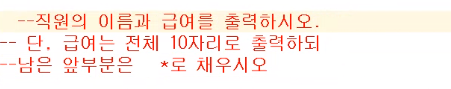 --직원의 이름과 급여를 출력하시오.
-- 단, 급여는 전체 10자리로 출력하되
--남은 앞부분은 *로 채우시오